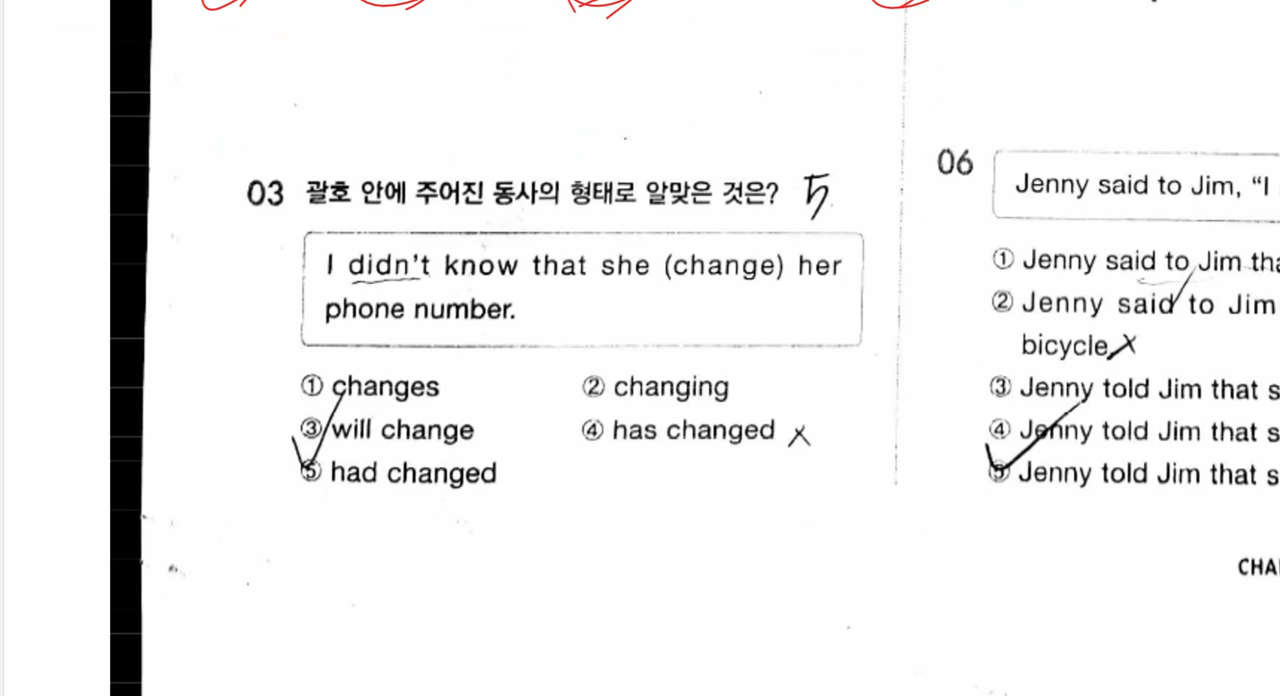 03 괄호 안에 주어진 동사의 형태로 알맞은 것은? 5
I didn't know that she (change) her
phone number.
① changes
② changing
③ will change
④ has changed
⑤ had changed
06
Jenny said to Jim, “I
① Jenny said to Jim tha
② Jenny said to Jim
bicycle
③ Jenny told Jim that s
④ Jenny told Jim that s
⑤ Jenny told Jim that s
CHA